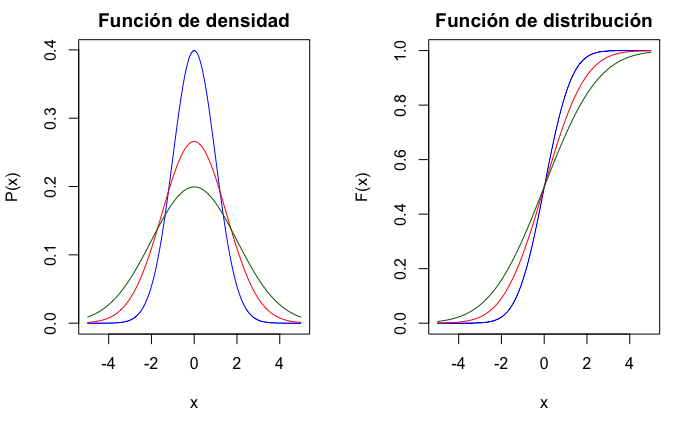 Función de densidad
P(x)
0.0 0.1 0.2 0.3 0.4
-4 -2 0 2 4
x
Función de distribución
F(x)
0.0 0.2 0.4 0.6 0.8 1.0
-4 -2 0 2 4
x